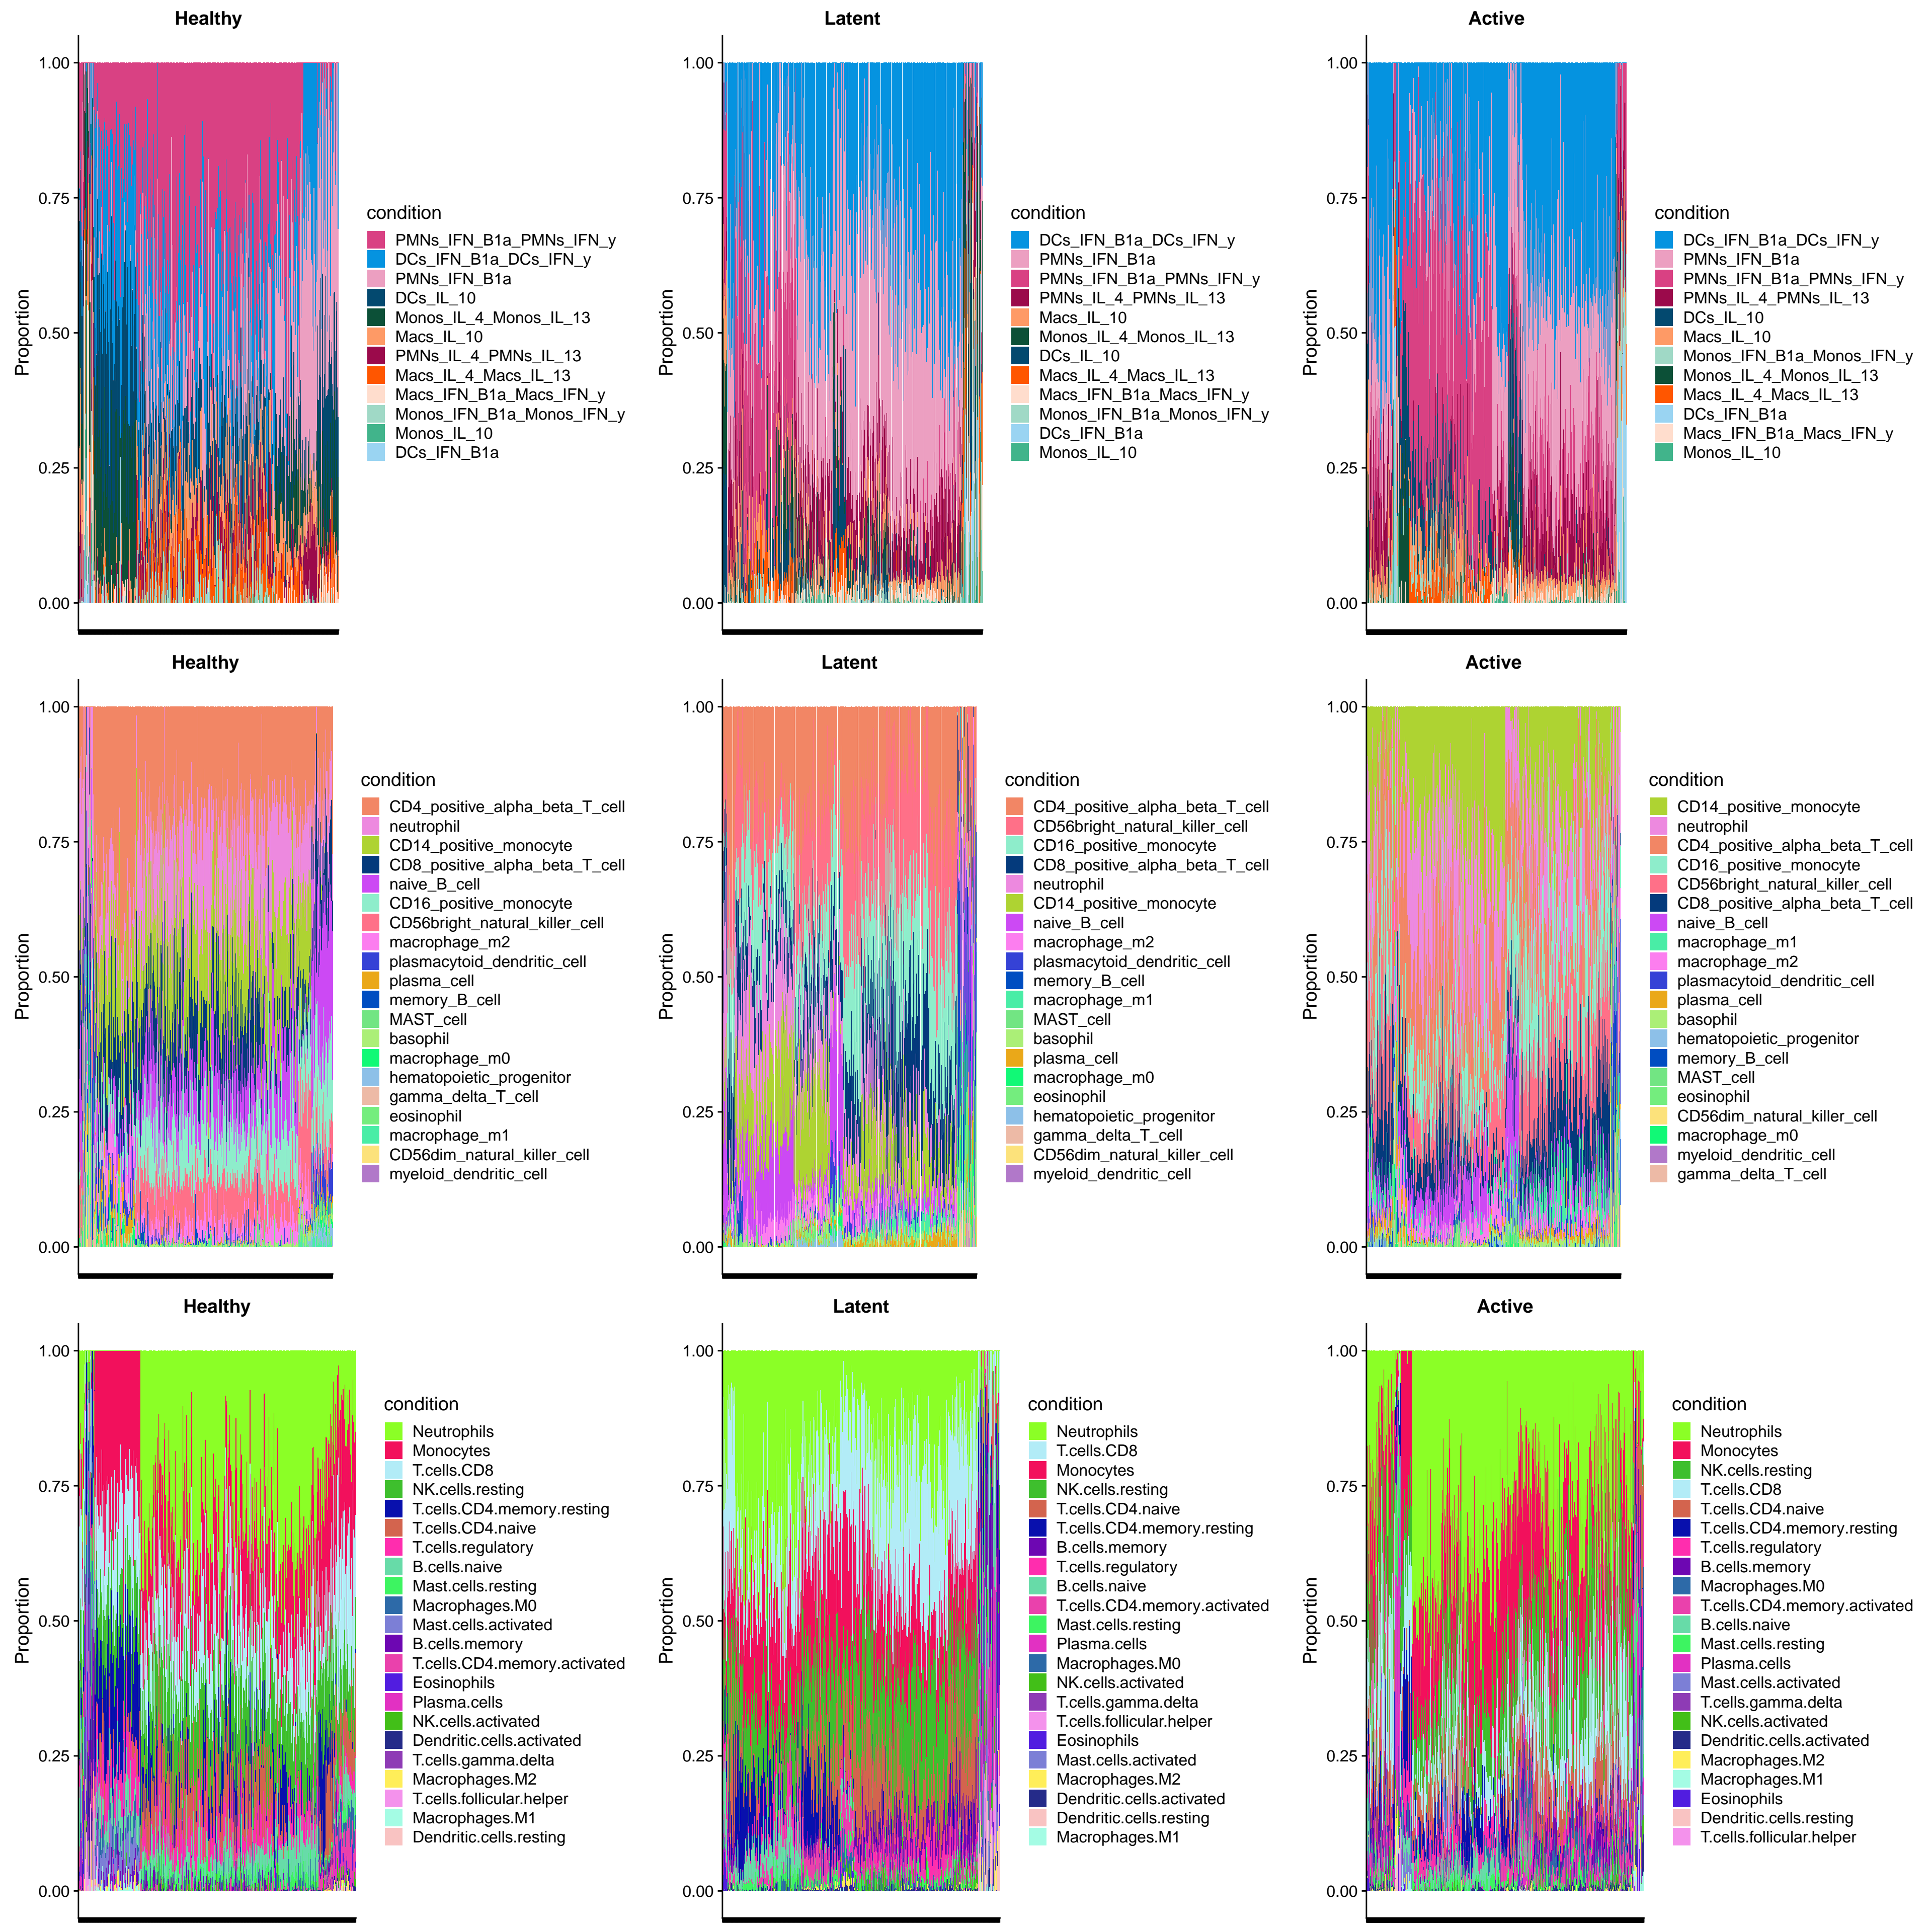 Healthy
Proportion
1.00
0.75
0.50
0.25
0.00
condition
PMNs_IFN_B1a_PMNs_IFN_y
DCs_IFN_B1a_DCs_IFN_y
PMNs_IFN_B1a
DCs_IL_10
Monos_IL_4_Monos_IL_13
Macs_IL_10
PMNs_IL_4_PMNs_IL_13
Macs_IL_4_Macs_IL_13
Macs_IFN_B1a_Macs_IFN_y
Monos_IFN_B1a_Monos_IFN_y
Monos_IL_10
DCs_IFN_B1a
Latent
Proportion
1.00
0.75
0.50
0.25
0.00
condition
DCs_IFN_B1a_DCs_IFN_y
PMNs_IFN_B1a
PMNs_IFN_B1a_PMNs_IFN_y
PMNs_IL_4_PMNs_IL_13
Macs_IL_10
Monos_IL_4_Monos_IL_13
DCs_IL_10
Macs_IL_4_Macs_IL_13
Macs_IFN_B1a_Macs_IFN_y
Monos_IFN_B1a_Monos_IFN_y
DCs_IFN_B1a
Monos_IL_10
Active
Proportion
1.00
0.75
0.50
0.25
0.00
condition
DCs_IFN_B1a_DCs_IFN_y
PMNs_IFN_B1a
PMNs_IFN_B1a_PMNs_IFN_y
PMNs_IL_4_PMNs_IL_13
DCs_IL_10
Macs_IL_10
Monos_IFN_B1a_Monos_IFN_y
Monos_IL_4_Monos_IL_13
Macs_IL_4_Macs_IL_13
DCs_IFN_B1a
Macs_IFN_B1a_Macs_IFN_y
Monos_IL_10
Healthy
Proportion
1.00
0.75
0.50
0.25
0.00
condition
CD4_positive_alpha_beta_T_cell
neutrophil
CD14_positive_monocyte
CD8_positive_alpha_beta_T_cell
naive_B_cell
CD16_positive_monocyte
CD56bright_natural_killer_cell
macrophage_m2
plasmacytoid_dendritic_cell
plasma_cell
memory_B_cell
MAST_cell
basophil
macrophage_m0
hematopoietic_progenitor
gamma_delta_T_cell
eosinophil
macrophage_m1
CD56dim_natural_killer_cell
myeloid_dendritic_cell
Latent
Proportion
1.00
0.75
0.50
0.25
0.00
condition
CD4_positive_alpha_beta_T_cell
CD56bright_natural_killer_cell
CD16_positive_monocyte
CD8_positive_alpha_beta_T_cell
neutrophil
CD14_positive_monocyte
naive_B_cell
macrophage_m2
plasmacytoid_dendritic_cell
memory_B_cell
macrophage_m1
MAST_cell
basophil
plasma_cell
macrophage_m0
eosinophil
hematopoietic_progenitor
gamma_delta_T_cell
CD56dim_natural_killer_cell
myeloid_dendritic_cell
Active
Proportion
1.00
0.75
0.50
0.25
0.00
condition
CD14_positive_monocyte
neutrophil
CD4_positive_alpha_beta_T_cell
CD16_positive_monocyte
CD56bright_natural_killer_cell
CD8_positive_alpha_beta_T_cell
naive_B_cell
macrophage_m1
macrophage_m2
plasmacytoid_dendritic_cell
plasma_cell
basophil
hematopoietic_progenitor
memory_B_cell
MAST_cell
eosinophil
CD56dim_natural_killer_cell
macrophage_m0
myeloid_dendritic_cell
gamma_delta_T_cell
Healthy
Proportion
1.00
0.75
0.50
0.25
0.00
condition
Neutrophils
Monocytes
T.cells.CD8
NK.cells.resting
T.cells.CD4.memory.resting
T.cells.CD4.naive
T.cells.regulatory
B.cells.naive
Mast.cells.resting
Macrophages.M0
Mast.cells.activated
B.cells.memory
T.cells.CD4.memory.activated
Eosinophils
Plasma.cells
NK.cells.activated
Dendritic.cells.activated
T.cells.gamma.delta
Macrophages.M2
T.cells.follicular.helper
Macrophages.M1
Dendritic.cells.resting
Latent
Proportion
1.00
0.75
0.50
0.25
0.00
condition
Neutrophils
T.cells.CD8
Monocytes
NK.cells.resting
T.cells.CD4.naive
T.cells.CD4.memory.resting
B.cells.memory
T.cells.regulatory
B.cells.naive
T.cells.CD4.memory.activated
Mast.cells.resting
Plasma.cells
Macrophages.M0
NK.cells.activated
T.cells.gamma.delta
T.cells.follicular.helper
Eosinophils
Mast.cells.activated
Macrophages.M2
Dendritic.cells.activated
Dendritic.cells.resting
Macrophages.M1
Active
Proportion
1.00
0.75
0.50
0.25
0.00
condition
Neutrophils
Monocytes
NK.cells.resting
T.cells.CD8
T.cells.CD4.naive
T.cells.CD4.memory.resting
T.cells.regulatory
B.cells.memory
Macrophages.M0
T.cells.CD4.memory.activated
B.cells.naive
Mast.cells.resting
Plasma.cells
Mast.cells.activated
T.cells.gamma.delta
NK.cells.activated
Dendritic.cells.activated
Macrophages.M2
Macrophages.M1
Eosinophils
Dendritic.cells.resting
T.cells.follicular.helper